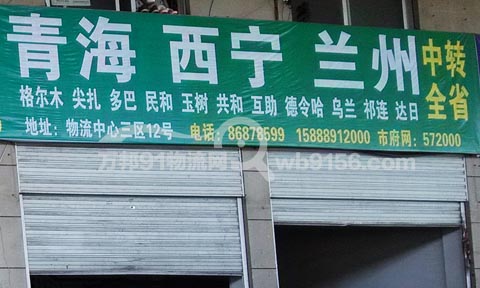 青海 西宁 兰州 中转全省
格尔木 尖扎 多巴 民和 玉树 共和 互助 德令哈 乌兰 祁连 达日
地址：物流中心三区12号 电话：86878599 15888912000 市府网：572000
万邦91物流网 wb9156.com